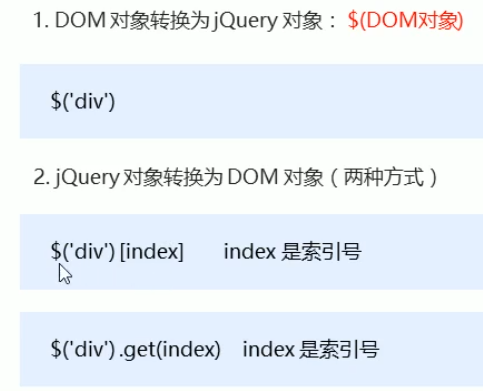 1. DOM 对象转换为 jQuery 对象： $(DOM对象)
$('div')
2. jQuery 对象转换为 DOM 对象（两种方式）
$('div') [index] index 是索引号
$('div') .get(index) index 是索引号